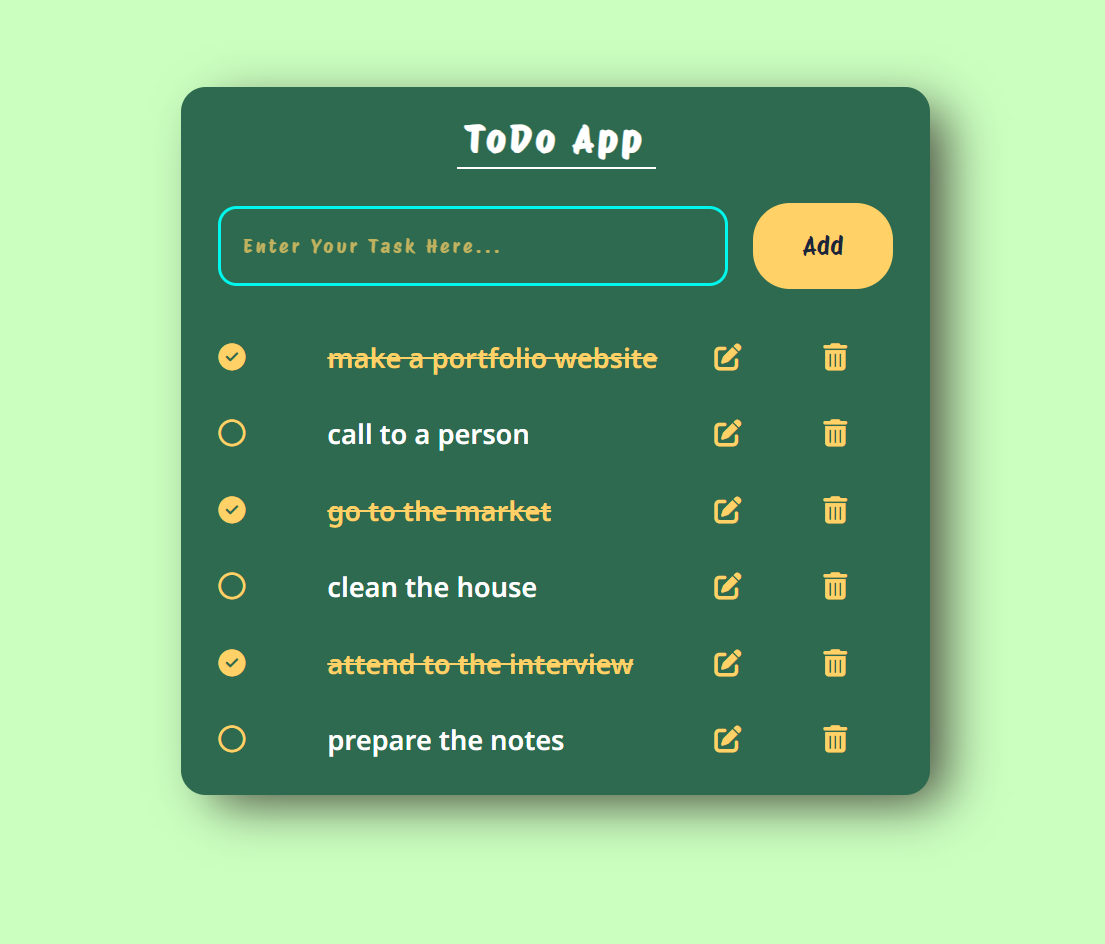 ToDo App
Enter Your Task Here...
Add
make a portfolio website
call to a person
go to the market
clean the house
attend to the interview
prepare the notes